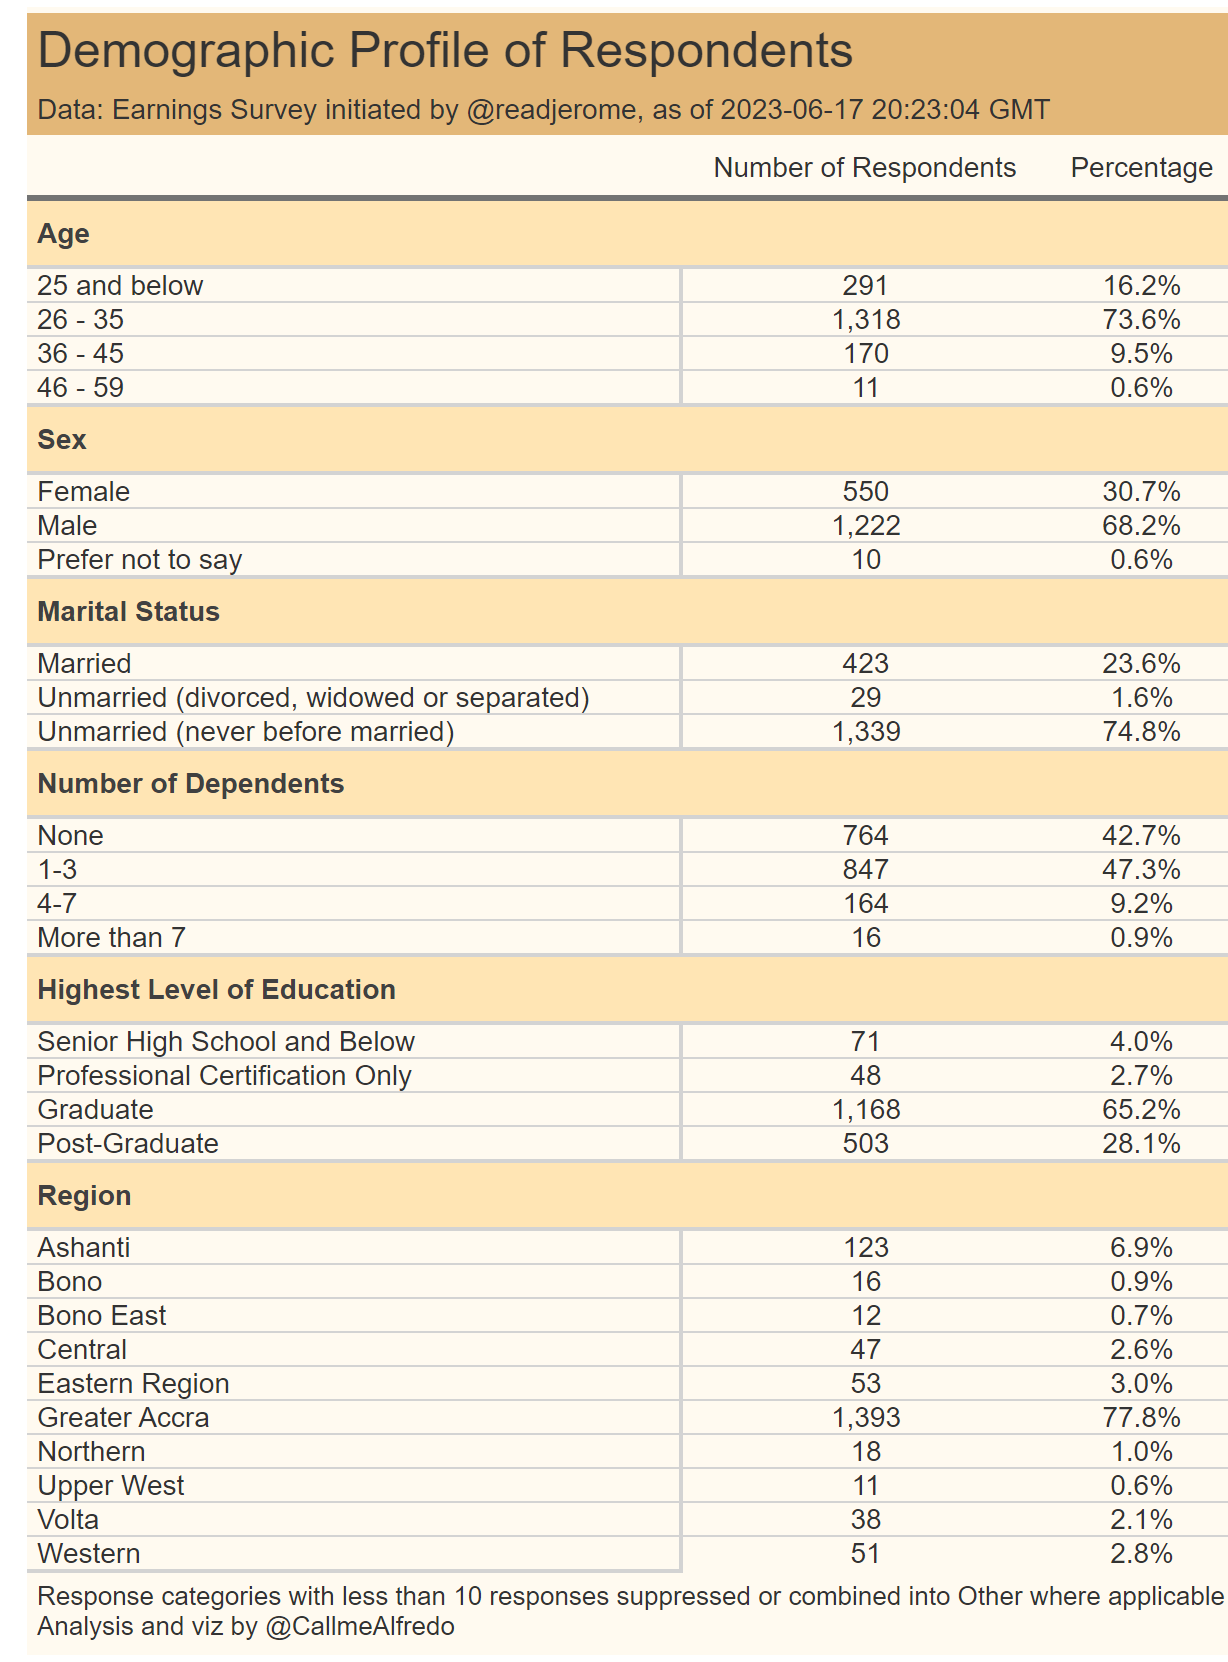 Demographic Profile of Respondents
Data: Earnings Survey initiated by @readjerome, as of 2023-06-17 20:23:04 GMT
Number of Respondents Percentage
Age
25 and below 291 16.2%
26 - 35 1,318 73.6%
36 - 45 170 9.5%
46 - 59 11 0.6%
Sex
Female 550 30.7%
Male 1,222 68.2%
Prefer not to say 10 0.6%
Marital Status
Married 423 23.6%
Unmarried (divorced, widowed or separated) 29 1.6%
Unmarried (never before married) 1,339 74.8%
Number of Dependents
None 764 42.7%
1-3 847 47.3%
4-7 164 9.2%
More than 7 16 0.9%
Highest Level of Education
Senior High School and Below 71 4.0%
Professional Certification Only 48 2.7%
Graduate 1,168 65.2%
Post-Graduate 503 28.1%
Region
Ashanti 123 6.9%
Bono 16 0.9%
Bono East 12 0.7%
Central 47 2.6%
Eastern Region 53 3.0%
Greater Accra 1,393 77.8%
Northern 18 1.0%
Upper West 11 0.6%
Volta 38 2.1%
Western 51 2.8%
Response categories with less than 10 responses suppressed or combined into Other where applicable
Analysis and viz by @CallmeAlfredo